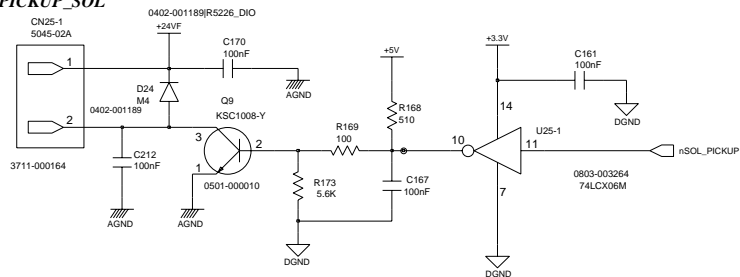 PICKUP_SOL
CN25-1
5045-02A
0402-001189|R5226_DIO
+24VF
C170
100nF
AGND
1
2
D24
M4
0402-001189
3711-000164
C212
100nF
AGND
Q9
KSC1008-Y
3
2
1
0501-000010
AGND
R173
5.6K
DGND
R169
100
+5V
R168
510
C167
100nF
+3.3V
C161
100nF
DGND
14
10
U25-1
11
7
0803-003264
74LCX06M
DGND
nSOL_PICKUP